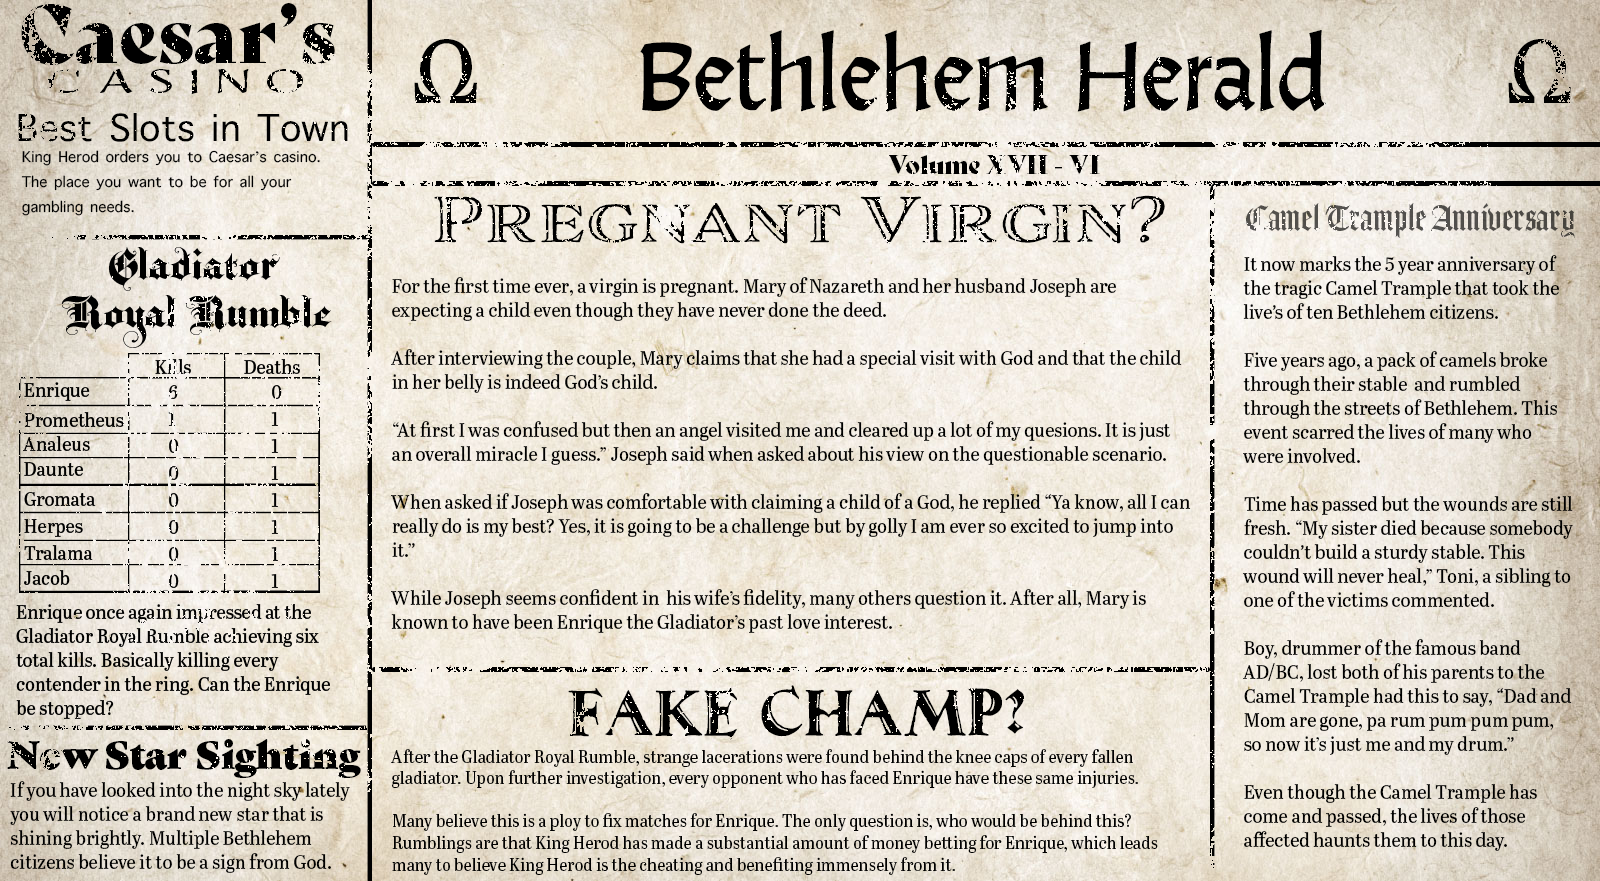 Caesar's
CASINO
Best Slots in Town
King Herod orders you to Caesar's casino.
The place you want to be for all your
gambling needs.
Gladiator
Royal Rumble
Kills Deaths
Enrique 6 0
Prometheus 1 1
Analeus 0 1
Daunte 0 1
Gromata 0 1
Herpes 0 1
Tralama 0 1
Jacob 0 1
Enrique once again impressed at the
Gladiator Royal Rumble achieving six
total kills. Basically killing every
contender in the ring. Can the Enrique
be stopped?
New Star Sighting
If you have looked into the night sky lately
you will notice a brand new star that is
shining brightly. Multiple Bethlehem
citizens believe it to be a sign from God.
Ω Bethlehem Herald Ω
Volume XVII - VI
PREGNANT VIRGIN?
For the first time ever, a virgin is pregnant. Mary of Nazareth and her husband Joseph are
expecting a child even though they have never done the deed.
After interviewing the couple, Mary claims that she had a special visit with God and that the child
in her belly is indeed God's child.
"At first I was confused but then an angel visited me and cleared up a lot of my quesions. It is just
an overall miracle I guess." Joseph said when asked about his view on the questionable scenario.
When asked if Joseph was comfortable with claiming a child of a God, he replied "Ya know, all I can
really do is my best? Yes, it is going to be a challenge but by golly I am ever so excited to jump into
it."
While Joseph seems confident in his wife's fidelity, many others question it. After all, Mary is
known to have been Enrique the Gladiator's past love interest.
FAKE CHAMP?
After the Gladiator Royal Rumble, strange lacerations were found behind the knee caps of every fallen
gladiator. Upon further investigation, every opponent who has faced Enrique have these same injuries.
Many believe this is a ploy to fix matches for Enrique. The only question is, who would be behind this?
Rumblings are that King Herod has made a substantial amount of money betting for Enrique, which leads
many to believe King Herod is the cheating and benefiting immensely from it.
Camel Trample Anniversary
It now marks the 5 year anniversary of
the tragic Camel Trample that took the
live's of ten Bethlehem citizens.
Five years ago, a pack of camels broke
through their stable and rumbled
through the streets of Bethlehem. This
event scarred the lives of many who
were involved.
Time has passed but the wounds are still
fresh. "My sister died because somebody
couldn't build a sturdy stable. This
wound will never heal," Toni, a sibling to
one of the victims commented.
Boy, drummer of the famous band
AD/BC, lost both of his parents to the
Camel Trample had this to say, "Dad and
Mom are gone, pa rum pum pum pum,
so now it's just me and my drum."
Even though the Camel Trample has
come and passed, the lives of those
affected haunts them to this day.